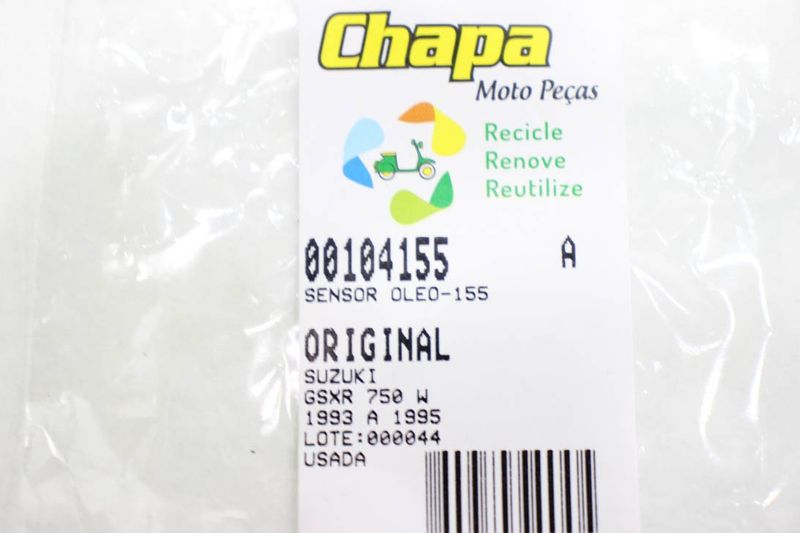 Chapa
Moto Peças
Recicle
Renove
Reutilize
00104155 A
SENSOR OLEO-155
ORIGINAL
SUZUKI
GSXR 750 W
1993 A 1995
LOTE:000044
USADA